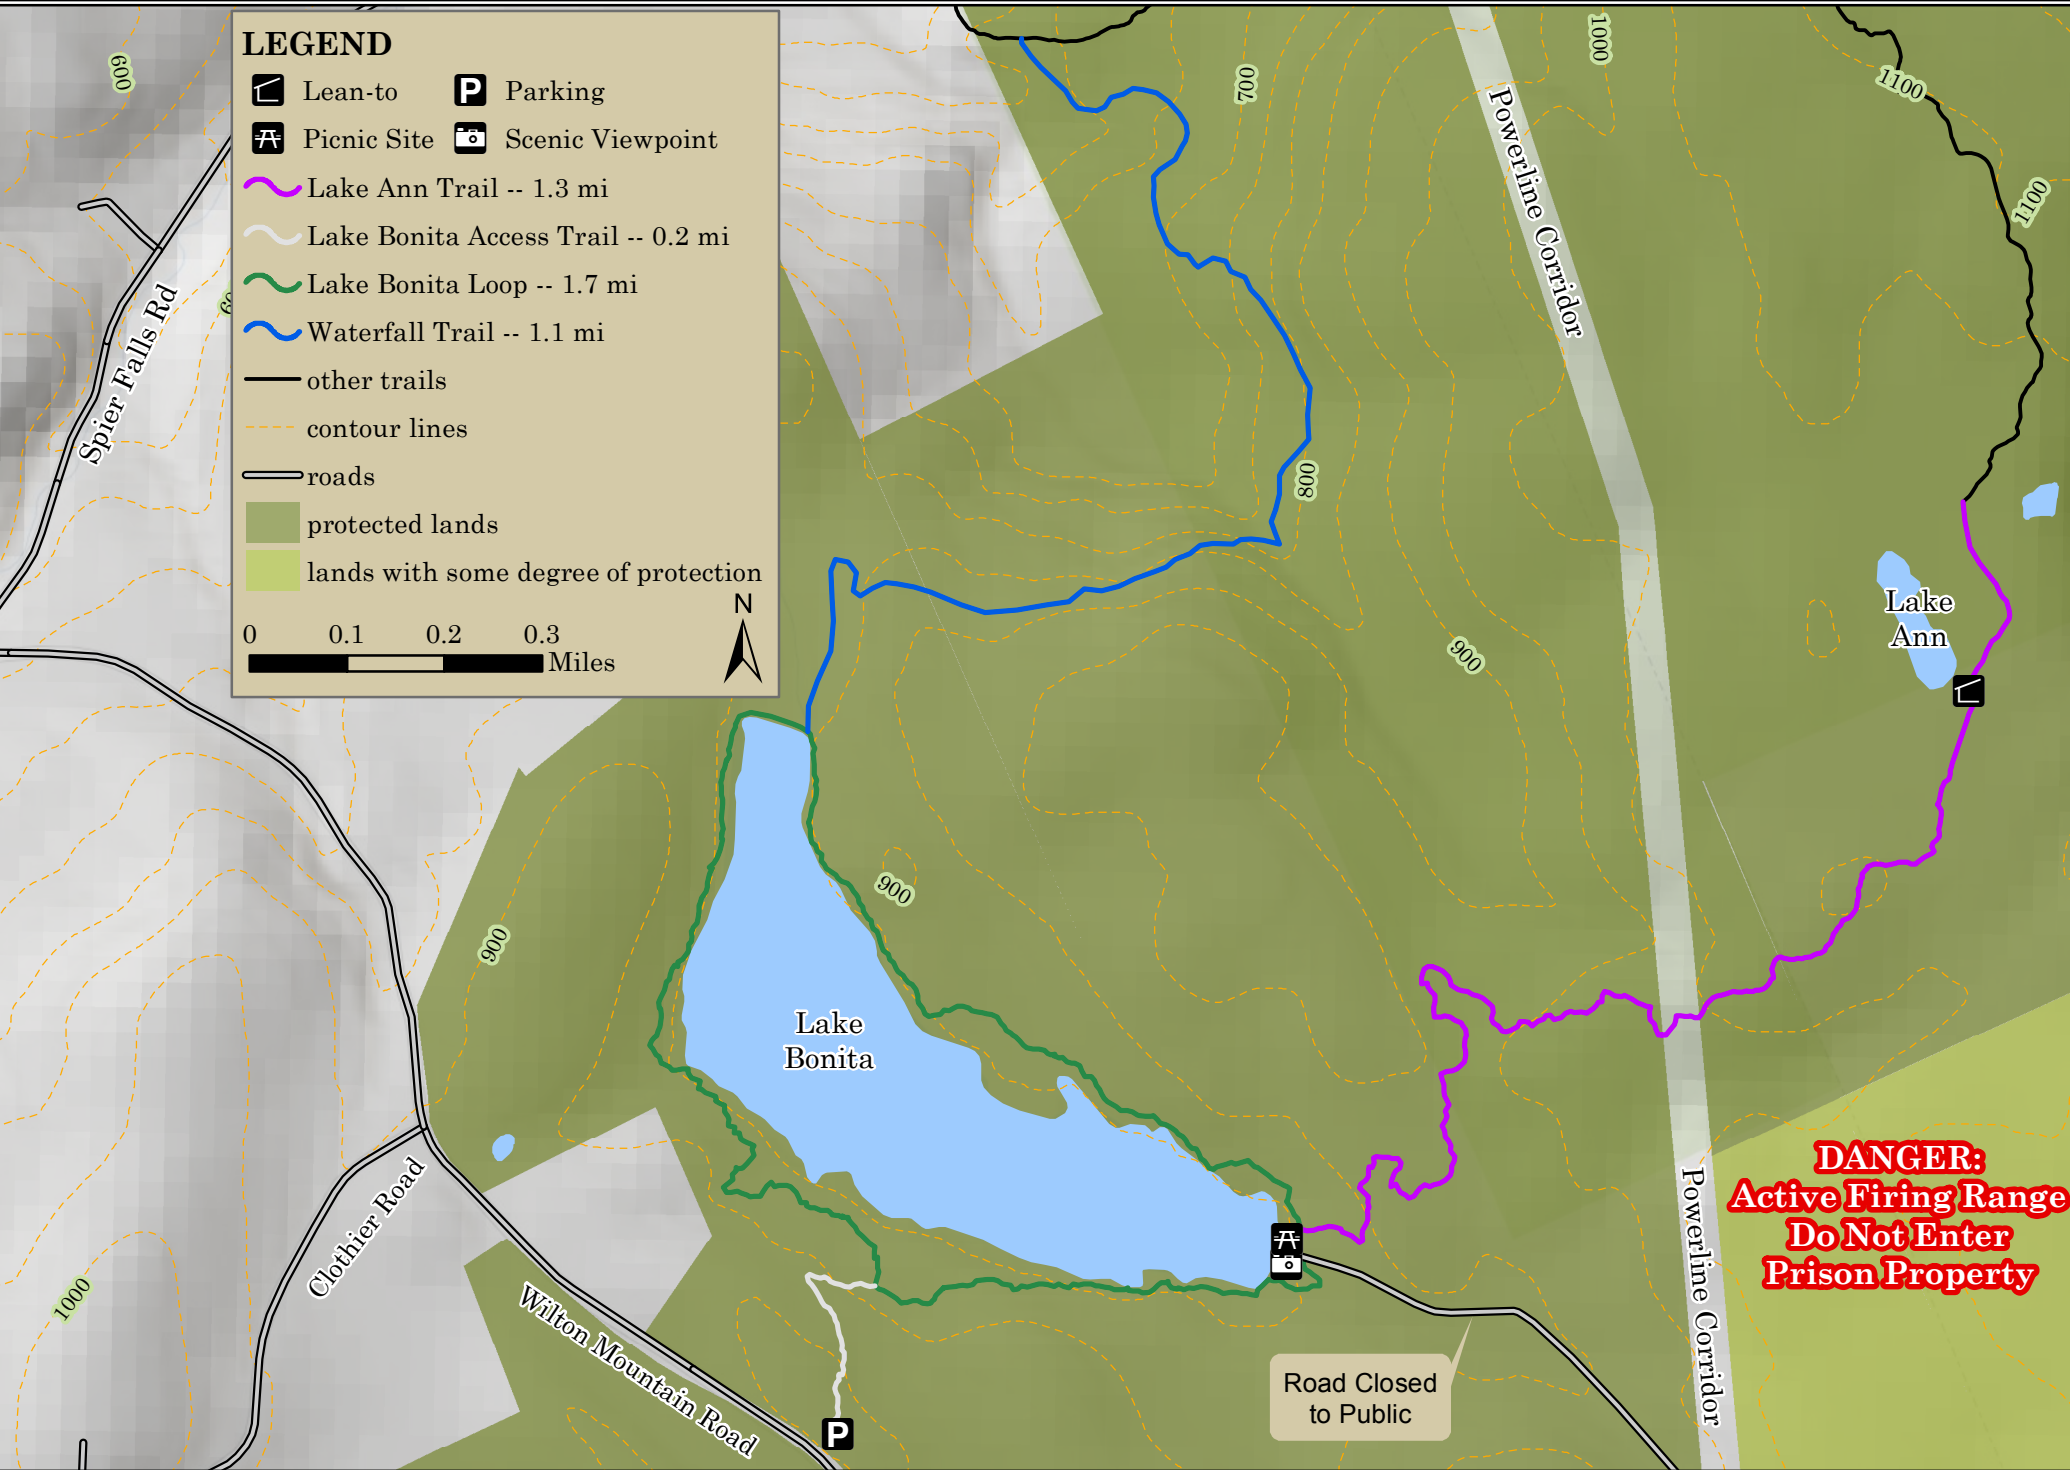 LEGEND
Lean-to
P Parking
Picnic Site
Scenic Viewpoint
Lake Ann Trail -- 1.3 mi
Lake Bonita Access Trail -- 0.2 mi
Lake Bonita Loop -- 1.7 mi
Waterfall Trail -- 1.1 mi
other trails
contour lines
roads
protected lands
lands with some degree of protection
N
0 0.1 0.2 0.3
Miles
600
700
1000
1100
1100
Powerline Corridor
Spier Falls Rd
800
900
Lake
Ann
900
900
Lake
Bonita
Clothier Road
1000
Wilton Mountain Road
P
Road Closed
to Public
Powerline Corridor
DANGER:
Active Firing Range
Do Not Enter
Prison Property